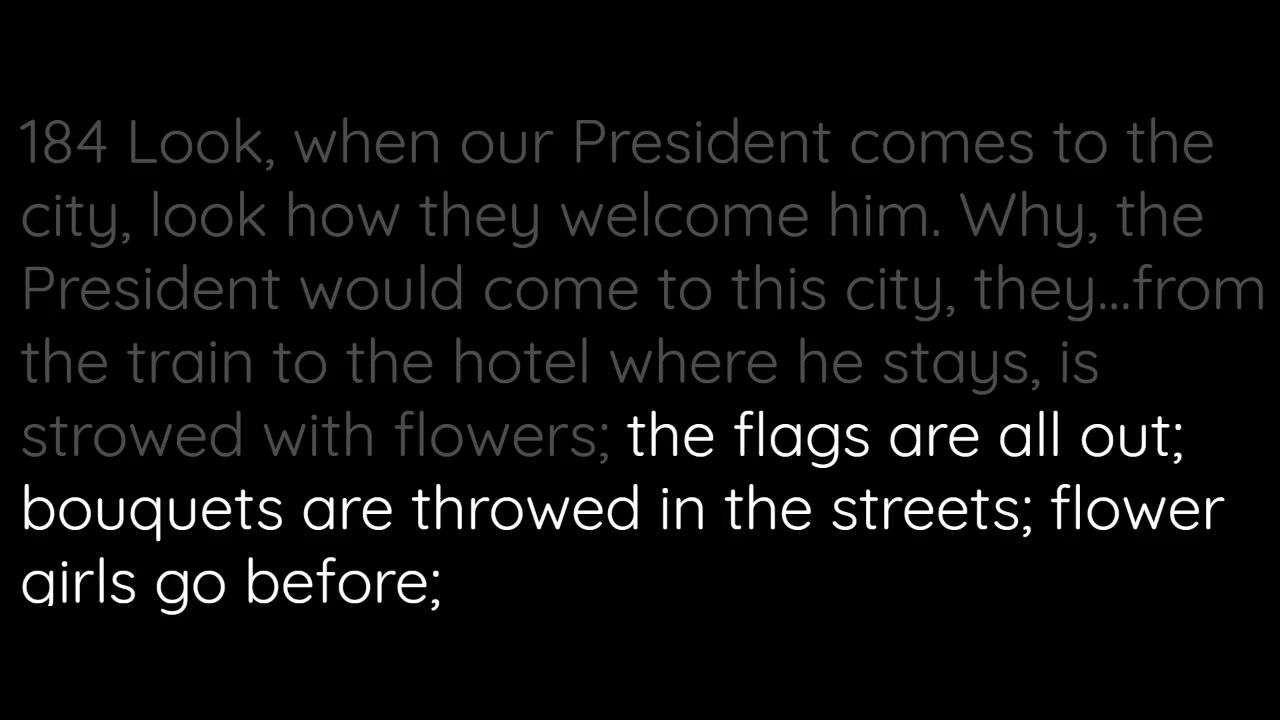 184 Look, when our President comes to the
city, look how they welcome him. Why, the
President would come to this city, they...from
the train to the hotel where he stays, is
strowed with flowers; the flags are all out;
bouquets are throwed in the streets; flower
girls go before;